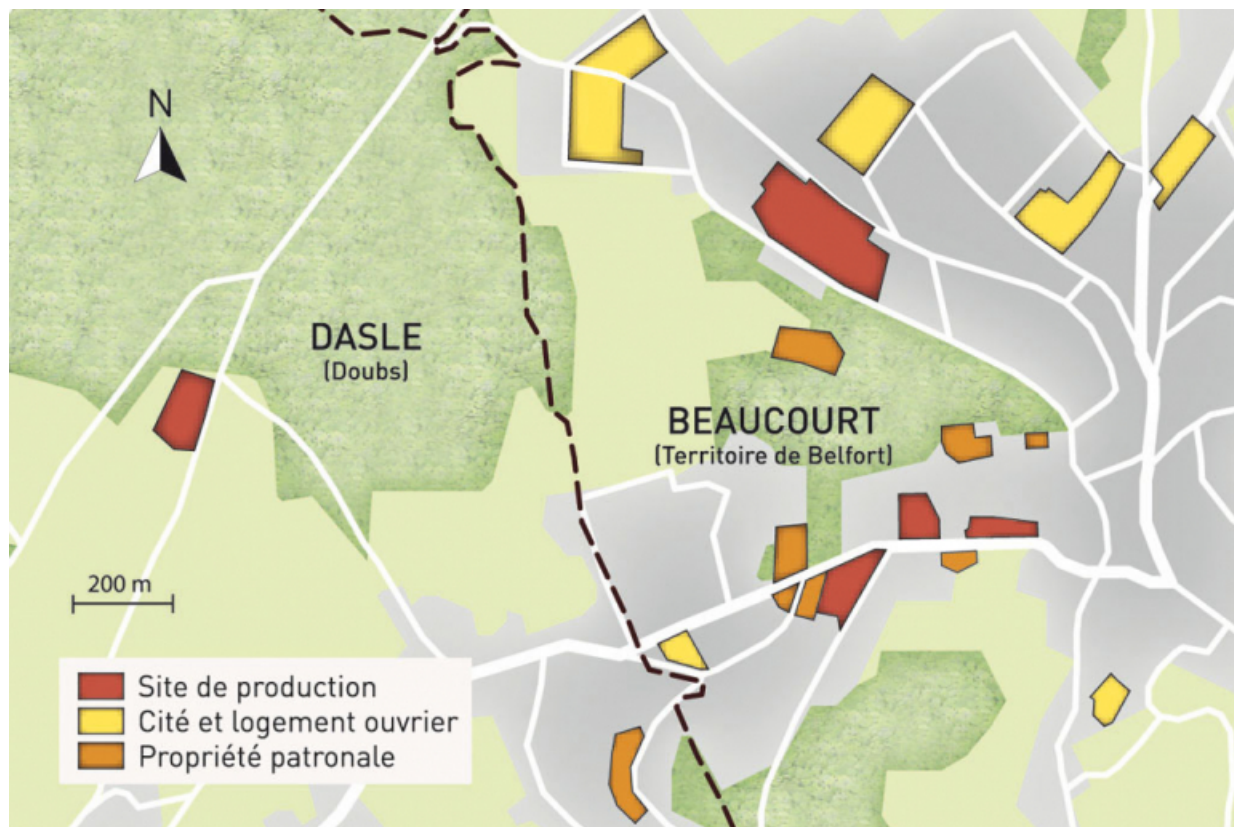 N
DASLE
(Doubs)
BEAUCOURT
(Territoire de Belfort)
200 m
Site de production
Cité et logement ouvrier
Propriété patronale